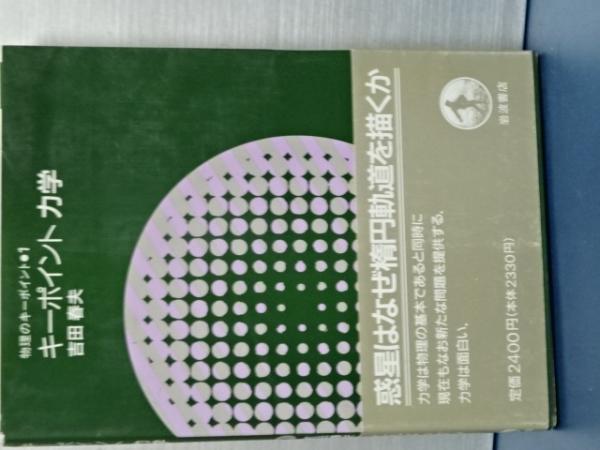 物理のキーポイント●1
キーポイント 力学
吉田 春夫
惑星はなぜ楕円軌道を描くか
力学は物理の基本であると同時に
現在もなお新たな問題を提供する.
力学は面白い.
定価2400円(本体2330円)
岩波書店